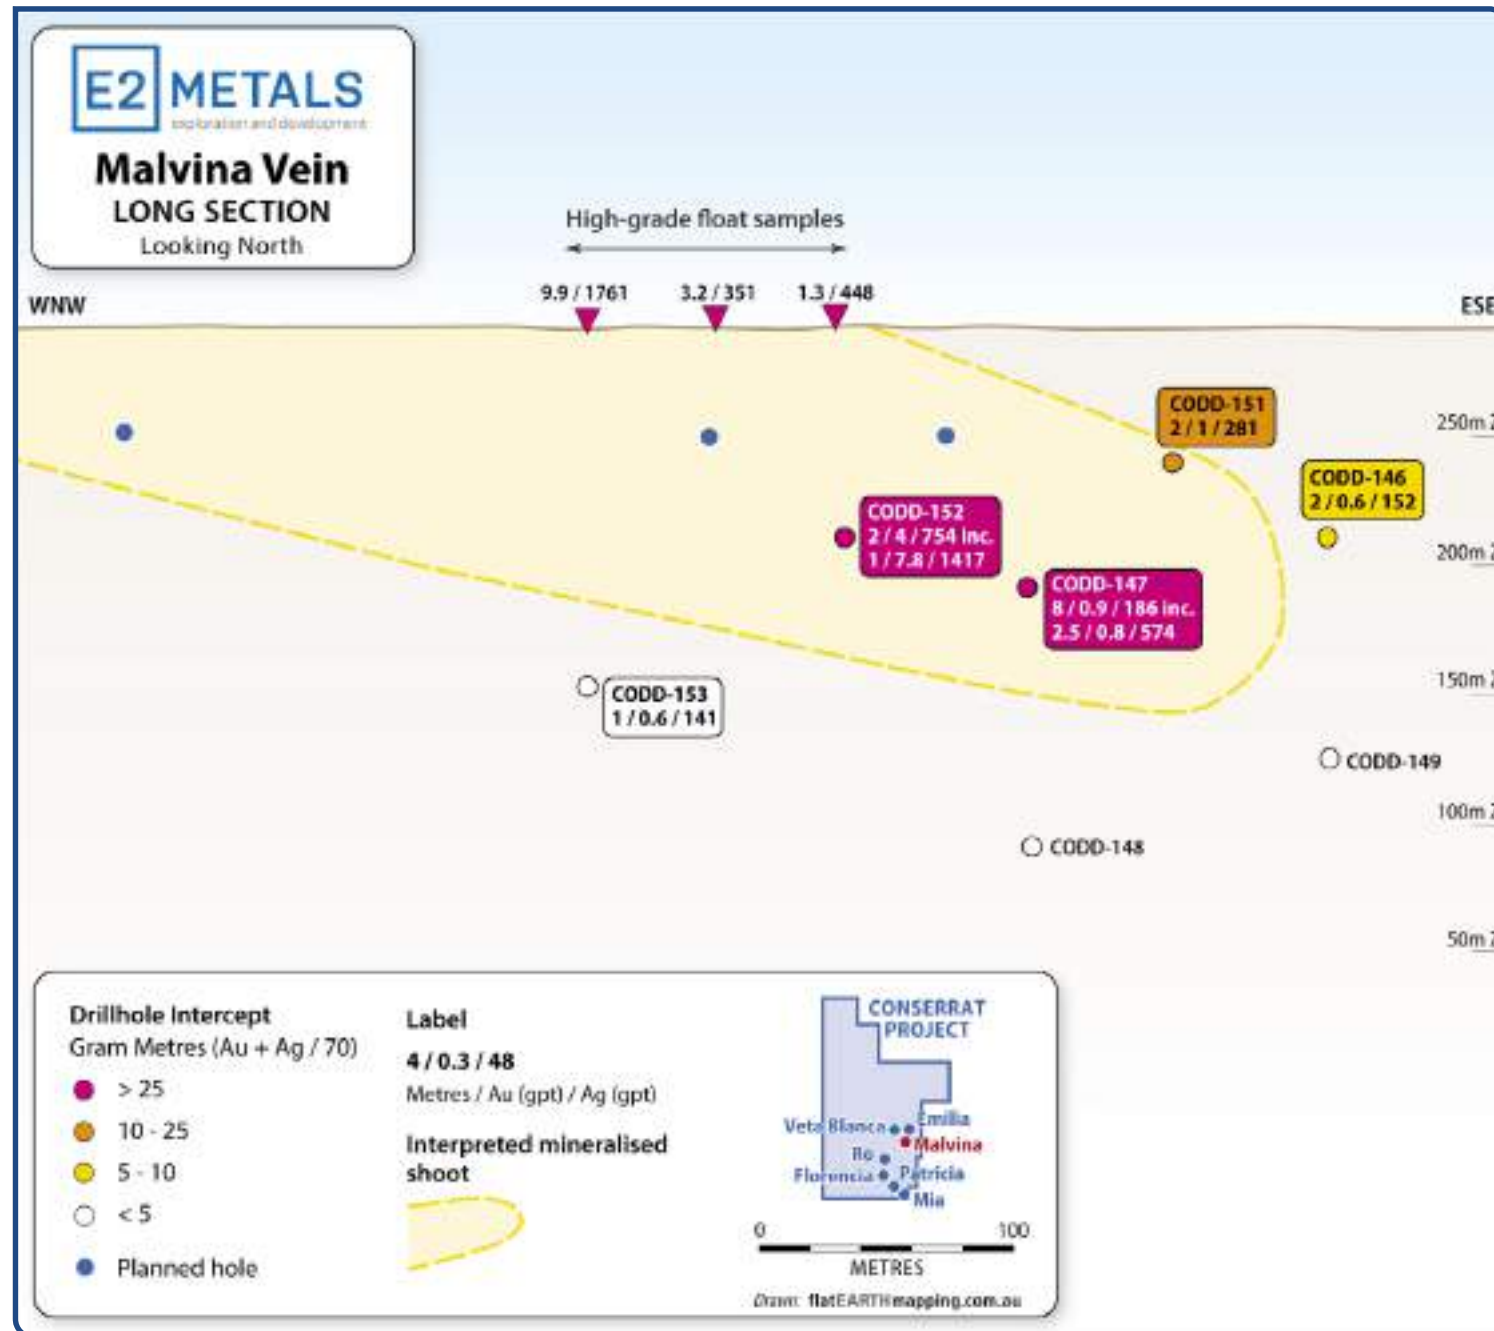 E2 METALS
exploration and development
Malvina Vein
LONG SECTION
Looking North
High-grade float samples
9.9 / 1761
3.2 / 351
1.3 / 448
WNW
ESE
CODD-151
2 / 1 / 281
250m
CODD-146
2 / 0.6 / 152
CODD-152
2 / 4 / 754 inc.
1 / 7.8 / 1417
200m
CODD-147
8 / 0.9 / 186 inc.
2.5 / 0.8 / 574
150m
CODD-153
1 / 0.6 / 141
CODD-149
100m
CODD-148
50m
Drillhole Intercept
Gram Metres (Au + Ag / 70)
> 25
10 - 25
5 - 10
< 5
Planned hole
Label
4 / 0.3 / 48
Metres / Au (gpt) / Ag (gpt)
Interpreted mineralised
shoot
CONSERRAT
PROJECT
Veta Blanca
Emilia
Malvina
Ro
Florencia
Patricia
Mia
0
100
METRES
Drawn: flatEARTHmapping.com.au